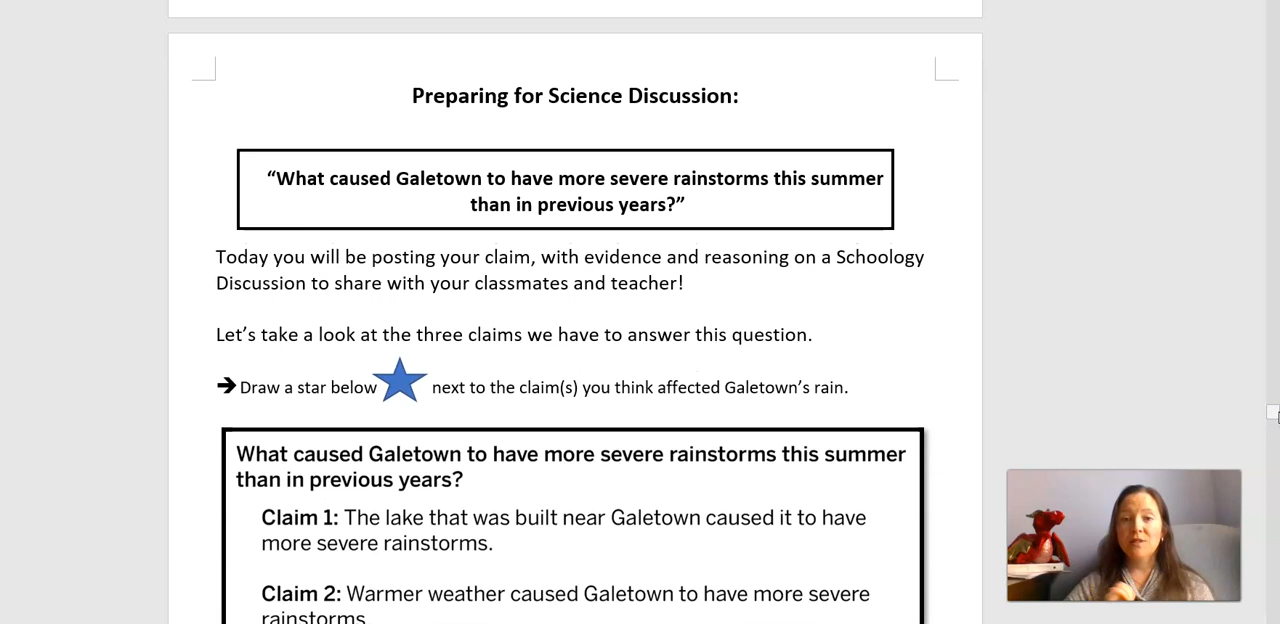 Preparing for Science Discussion:
“What caused Galetown to have more severe rainstorms this summer
than in previous years?”
Today you will be posting your claim, with evidence and reasoning on a Schoology
Discussion to share with your classmates and teacher!
Let’s take a look at the three claims we have to answer this question.
➔ Draw a star below next to the claim(s) you think affected Galetown’s rain.
What caused Galetown to have more severe rainstorms this summer
than in previous years?
Claim 1: The lake that was built near Galetown caused it to have
more severe rainstorms.
Claim 2: Warmer weather caused Galetown to have more severe
rainstorms.